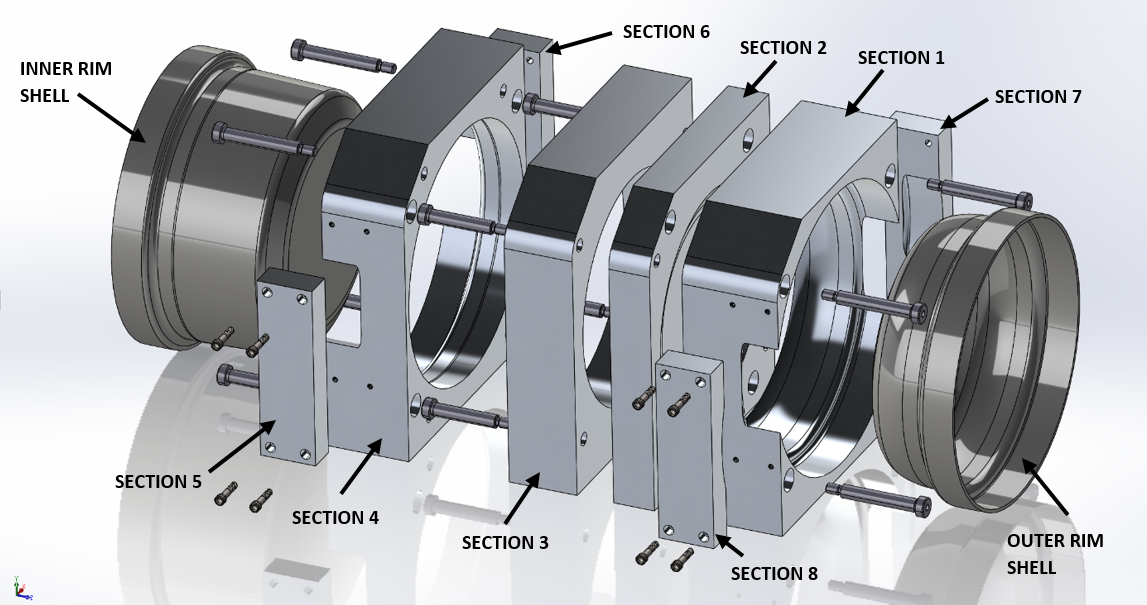 SECTION 6
SECTION 2
SECTION 1
INNER RIM
SHELL
SECTION 7
SECTION 5
SECTION 4
SECTION 3
OUTER RIM
SHELL
SECTION 8